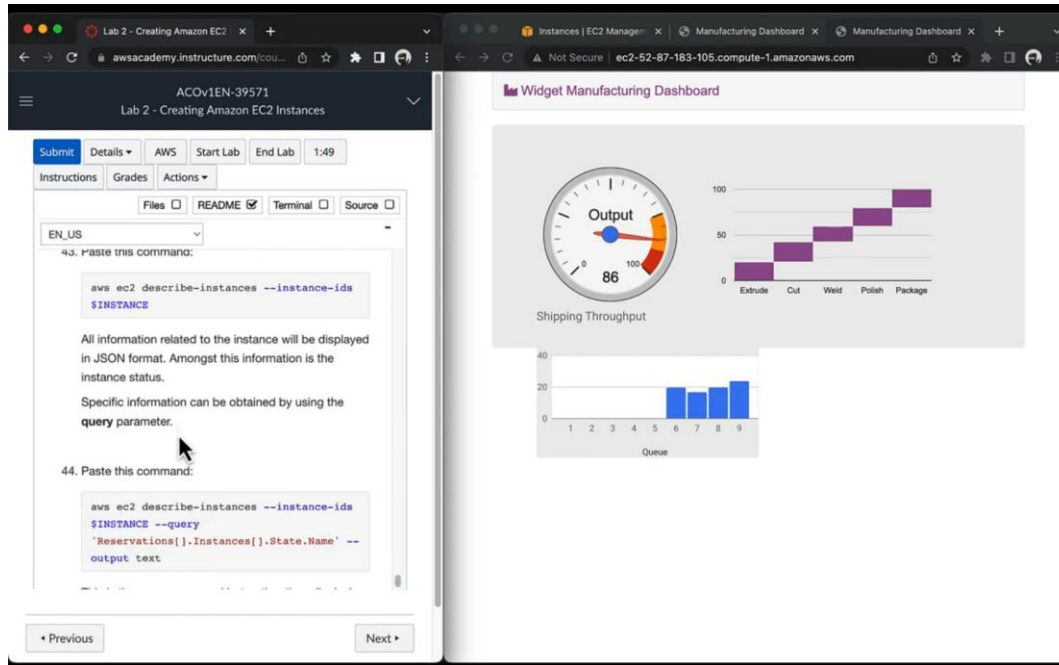 Lab 2 - Creating Amazon EC2
awsacademy.instructure.com/cou...
ACOv1EN-39571
Lab 2 - Creating Amazon EC2 Instances
Submit Details AWS Start Lab End Lab 1:49
Instructions Grades Actions
Files README Terminal Source
EN_US
43. Paste this command:
aws ec2 describe-instances --instance-ids
$INSTANCE
All information related to the instance will be displayed
in JSON format. Amongst this information is the
instance status.
Specific information can be obtained by using the
query parameter.
44. Paste this command:
aws ec2 describe-instances --instance-ids
$INSTANCE --query
'Reservations[].Instances[].State.Name' --
output text
Previous Next
Instances | EC2 Managem Manufacturing Dashboard Manufacturing Dashboard
Not Secure ec2-52-87-183-105.compute-1.amazonaws.com
Widget Manufacturing Dashboard
Output
0 100
86
Shipping Throughput
100
50
0
Extrude Cut Weld Polish Package
40
20
0
1 2 3 4 5 6 7 8 9
Queue